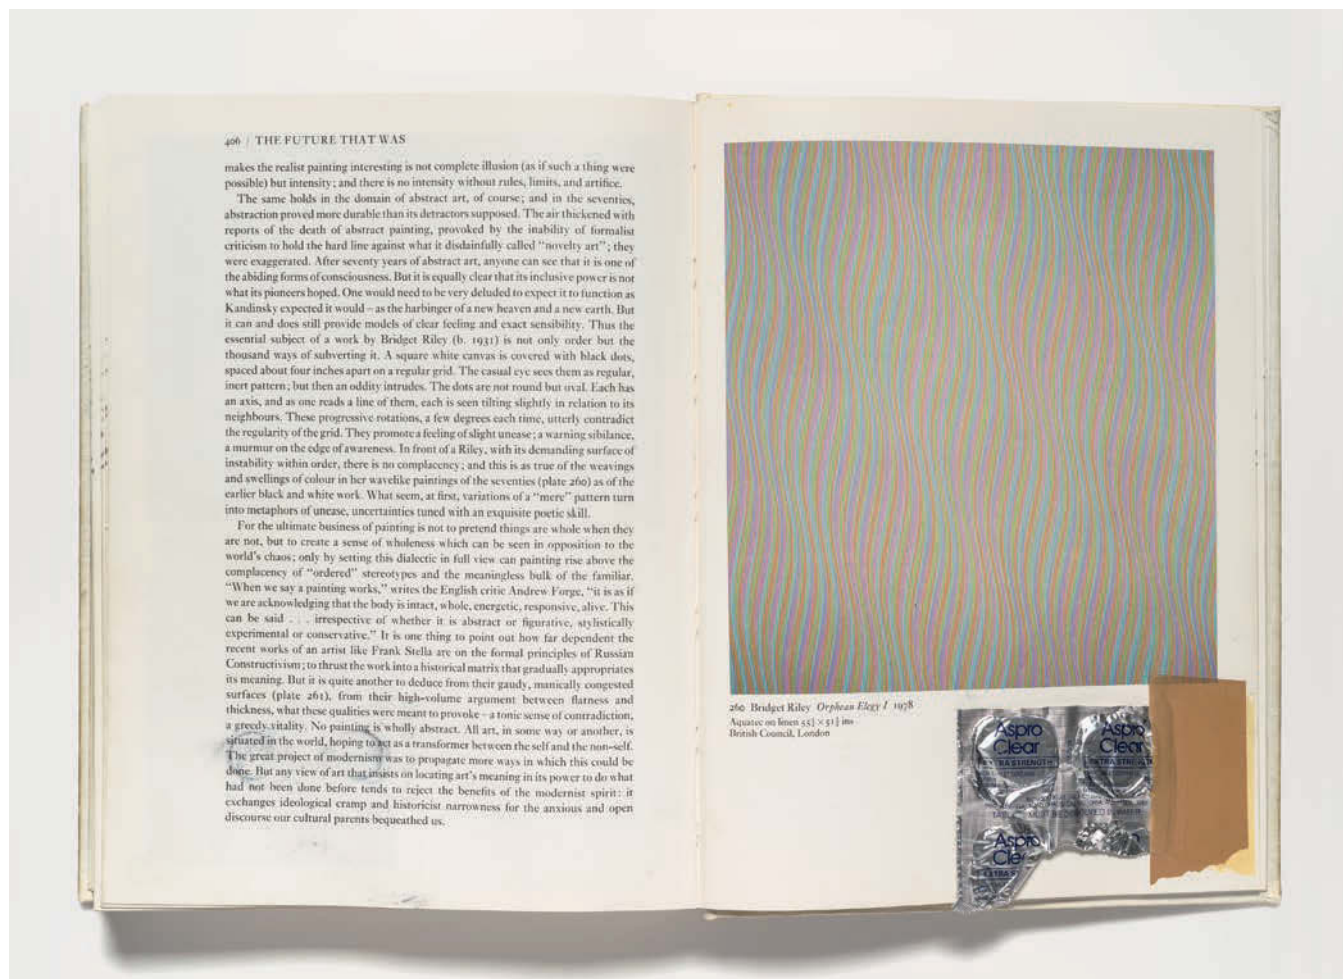 406 / THE FUTURE THAT WAS
makes the realist painting interesting is not complete illusion (as if such a thing were
possible) but intensity; and there is no intensity without rules, limits, and artifice.
The same holds in the domain of abstract art, of course; and in the seventies,
abstraction proved more durable than its detractors supposed. The air thickened with
reports of the death of abstract painting, provoked by the inability of formalist
criticism to hold the hard line against what it disdainfully called "novelty art"; they
were exaggerated. After seventy years of abstract art, anyone can see that it is one of
the abiding forms of consciousness. But it is equally clear that its inclusive power is not
what its pioneers hoped. One would need to be very deluded to expect it to function as
Kandinsky expected it would – as the harbinger of a new heaven and a new earth. But
it can and does still provide models of clear feeling and exact sensibility. Thus the
essential subject of a work by Bridget Riley (b. 1931) is not only order but the
thousand ways of subverting it. A square white canvas is covered with black dots,
spaced about four inches apart on a regular grid. The casual eye sees them as regular,
inert pattern; but then an oddity intrudes. The dots are not round but oval. Each has
an axis, and as one reads a line of them, each is seen tilting slightly in relation to its
neighbours. These progressive rotations, a few degrees each time, utterly contradict
the regularity of the grid. They promote a feeling of slight unease; a warning sibilance,
a murmur on the edge of awareness. In front of a Riley, with its demanding surface of
instability within order, there is no complacency; and this is as true of the weavings
and swellings of colour in her wavelike paintings of the seventies (plate 260) as of the
earlier black and white work. What seem, at first, variations of a "mere" pattern turn
into metaphors of unease, uncertainties tuned with an exquisite poetic skill.
For the ultimate business of painting is not to pretend things are whole when they
are not, but to create a sense of wholeness which can be seen in opposition to the
world's chaos; only by setting this dialectic in full view can painting rise above the
complacency of "ordered" stereotypes and the meaningless bulk of the familiar.
"When we say a painting works," writes the English critic Andrew Forge, "it is as if
we are acknowledging that the body is intact, whole, energetic, responsive, alive. This
can be said . . . irrespective of whether it is abstract or figurative, stylistically
experimental or conservative." It is one thing to point out how far dependent the
recent works of an artist like Frank Stella are on the formal principles of Russian
Constructivism; to thrust the work into a historical matrix that gradually appropriates
its meaning. But it is quite another to deduce from their gaudy, manically congested
surfaces (plate 261), from their high-volume argument between flatness and
thickness, what these qualities were meant to provoke – a tonic sense of contradiction,
a greedy vitality. No painting is wholly abstract. All art, in some way or another, is
situated in the world, hoping to act as a transformer between the self and the non-self.
The great project of modernism was to propagate more ways in which this could be
done. But any view of art that insists on locating art's meaning in its power to do what
had not been done before tends to reject the benefits of the modernist spirit: it
exchanges ideological cramp and historicist narrowness for the anxious and open
discourse our cultural parents bequeathed us.
260 Bridget Riley Orphean Elegy I 1978
Aquatec on linen 55¼ × 51¼ ins
British Council, London
Aspro Aspro
Clear Clear
EXTRA STRENGTH EXTRA STRE
TABLET MUST BE DISSOLVED IN WATER
Aspro
Cle
EXTRA